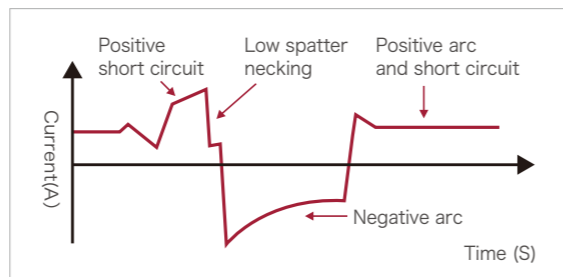 Positive
short circuit
Low spatter
necking
Positive arc
and short circuit
Current(A)
Negative arc
Time (S)